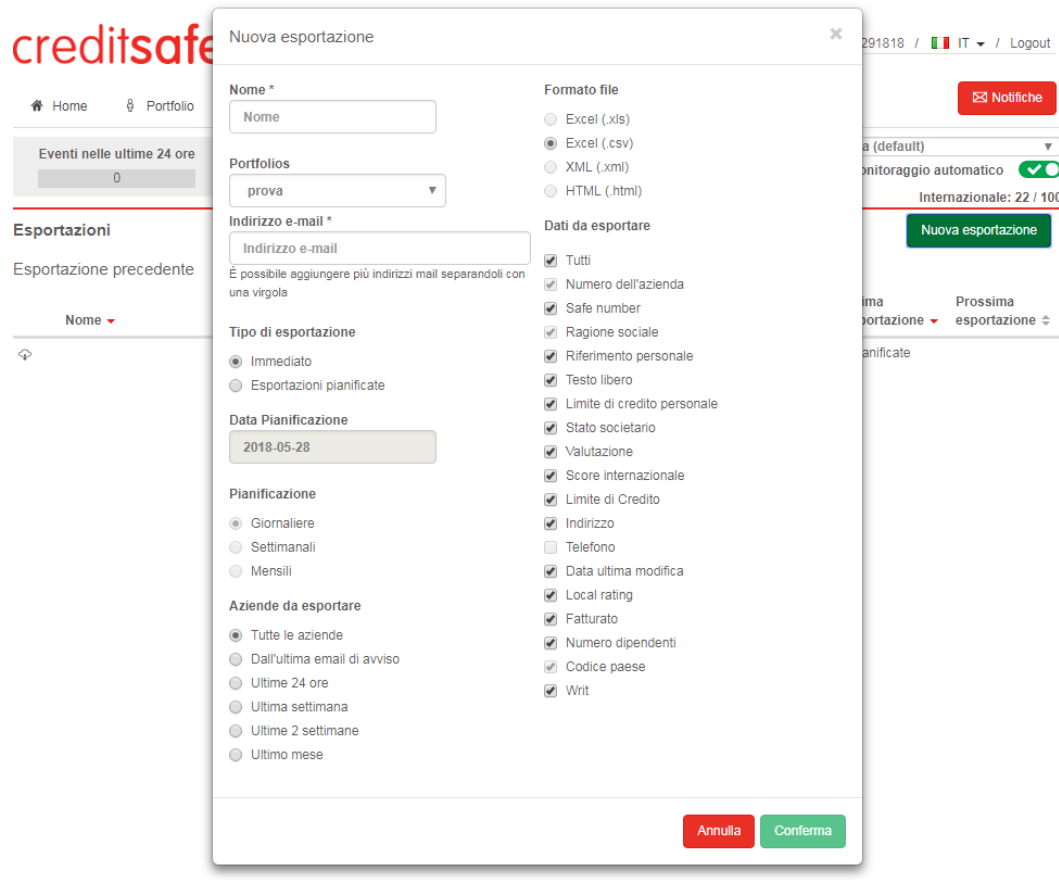 creditsafe
291818 / IT / Logout
Home
Portfolio
Notifiche
Eventi nelle ultime 24 ore
0
a (default)
onitoraggio automatico
Internazionale: 22 / 100
Esportazioni
Nuova esportazione
Esportazione precedente
Nome
ima
portazione
Prossima
esportazione
anificate
Nuova esportazione
Nome *
Nome
Portfolios
prova
Indirizzo e-mail *
Indirizzo e-mail
È possibile aggiungere più indirizzi mail separandoli con
una virgola
Tipo di esportazione
Immediato
Esportazioni pianificate
Data Pianificazione
2018-05-28
Pianificazione
Giornaliere
Settimanali
Mensili
Aziende da esportare
Tutte le aziende
Dall'ultima email di avviso
Ultime 24 ore
Ultima settimana
Ultime 2 settimane
Ultimo mese
Formato file
Excel (.xls)
Excel (.csv)
XML (.xml)
HTML (.html)
Dati da esportare
Tutti
Numero dell'azienda
Safe number
Ragione sociale
Riferimento personale
Testo libero
Limite di credito personale
Stato societario
Valutazione
Score internazionale
Limite di Credito
Indirizzo
Telefono
Data ultima modifica
Local rating
Fatturato
Numero dipendenti
Codice paese
Writ
Annulla
Conferma